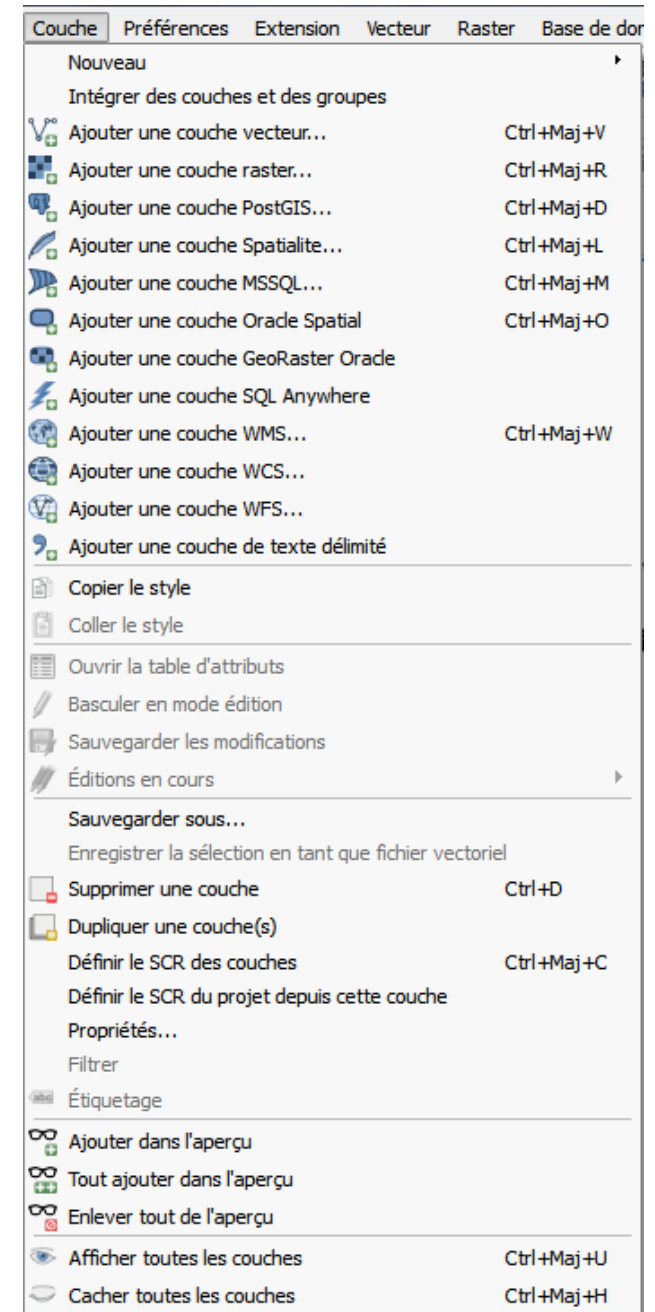 Couche Préférences Extension Vecteur Raster Base de dor
Nouveau
Intégrer des couches et des groupes
Ajouter une couche vecteur... Ctrl+Maj+V
Ajouter une couche raster... Ctrl+Maj+R
Ajouter une couche PostGIS... Ctrl+Maj+D
Ajouter une couche Spatialite... Ctrl+Maj+L
Ajouter une couche MSSQL... Ctrl+Maj+M
Ajouter une couche Oracle Spatial Ctrl+Maj+O
Ajouter une couche GeoRaster Oracle
Ajouter une couche SQL Anywhere
Ajouter une couche WMS... Ctrl+Maj+W
Ajouter une couche WCS...
Ajouter une couche WFS...
Ajouter une couche de texte délimité
Copier le style
Coller le style
Ouvrir la table d'attributs
Basculer en mode édition
Sauvegarder les modifications
Éditions en cours
Sauvegarder sous...
Enregistrer la sélection en tant que fichier vectoriel
Supprimer une couche Ctrl+D
Dupliquer une couche(s)
Définir le SCR des couches Ctrl+Maj+C
Définir le SCR du projet depuis cette couche
Propriétés...
Filtrer
abc Étiquetage
Ajouter dans l'aperçu
Tout ajouter dans l'aperçu
Enlever tout de l'aperçu
Afficher toutes les couches Ctrl+Maj+U
Cacher toutes les couches Ctrl+Maj+H